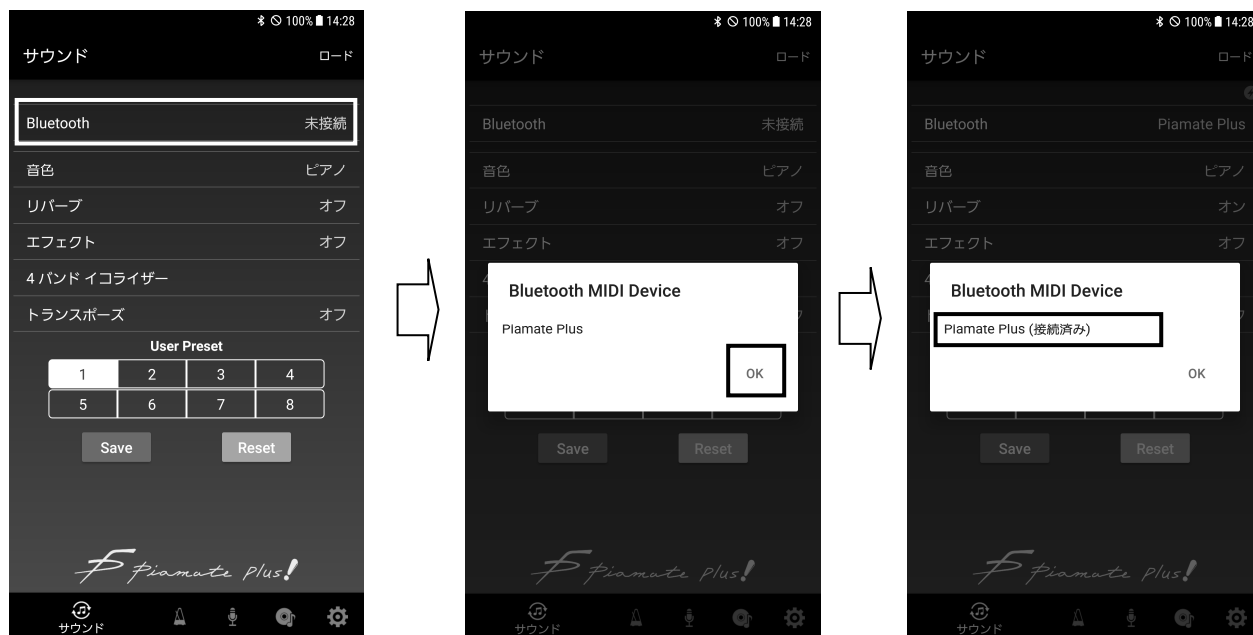 100% 14:28
サウンド ロード
Bluetooth 未接続
音色 ピアノ
リバーブ オフ
エフェクト オフ
4 バンド イコライザー
トランスポーズ オフ
User Preset
1 2 3 4
5 6 7 8
Save Reset
Piamate Plus!
サウンド
100% 14:28
サウンド ロード
Bluetooth 未接続
音色 ピアノ
リバーブ オフ
エフェクト オフ
Bluetooth MIDI Device
Piamate Plus
OK
Save Reset
Piamate Plus!
サウンド
100% 14:28
サウンド ロード
Bluetooth Piamate Plus
音色 ピアノ
リバーブ オン
エフェクト オフ
Bluetooth MIDI Device
Piamate Plus (接続済み)
OK
Save Reset
Piamate Plus!
サウンド